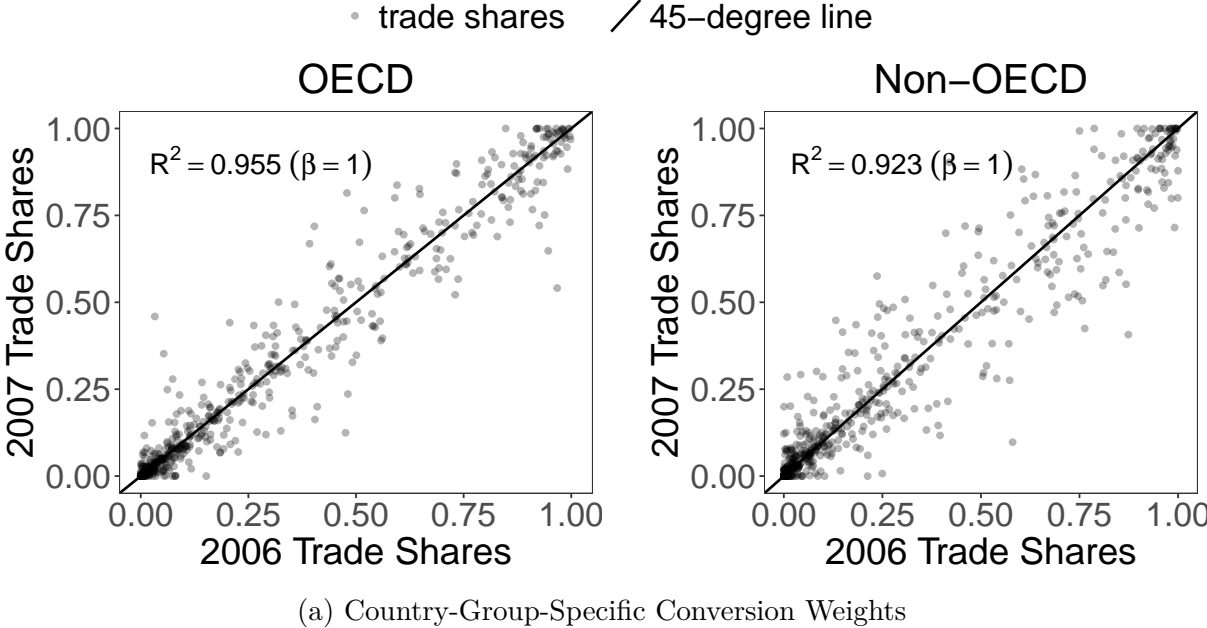 trade shares 45−degree line
OECD
R² = 0.955 (β = 1)
2007 Trade Shares
1.00
0.75
0.50
0.25
0.00
0.00 0.25 0.50 0.75 1.00
2006 Trade Shares
Non−OECD
R² = 0.923 (β = 1)
2007 Trade Shares
1.00
0.75
0.50
0.25
0.00
0.00 0.25 0.50 0.75 1.00
2006 Trade Shares
(a) Country-Group-Specific Conversion Weights